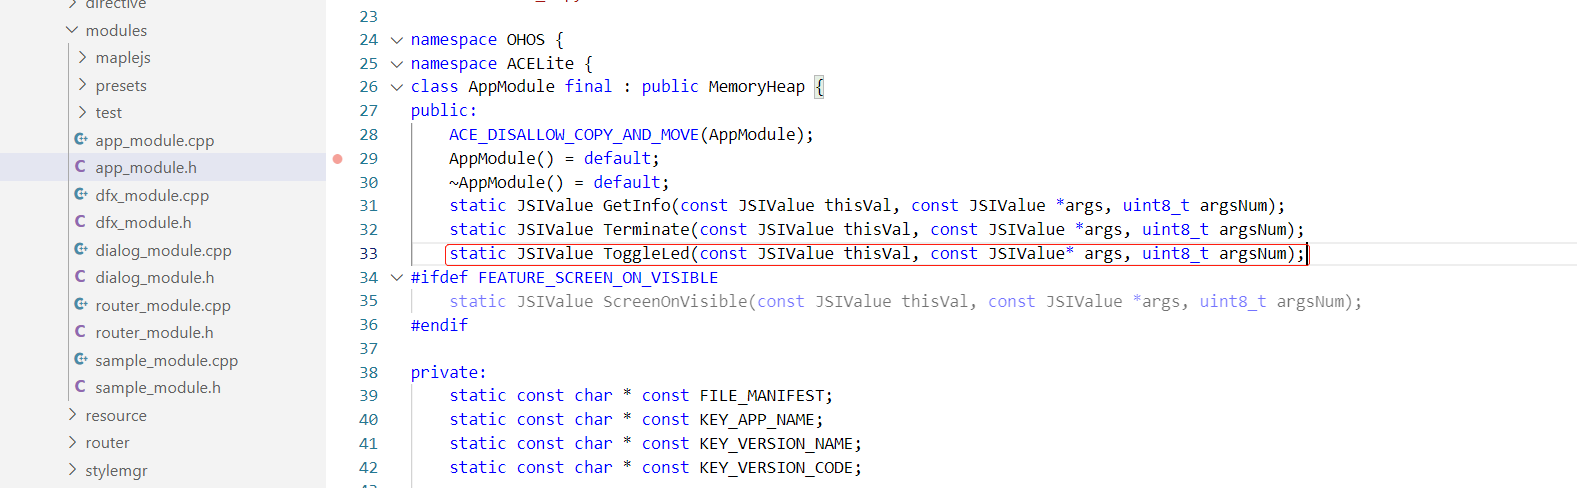 directive
modules
maplejs
presets
test
app_module.cpp
app_module.h
dfx_module.cpp
dfx_module.h
dialog_module.cpp
dialog_module.h
router_module.cpp
router_module.h
sample_module.cpp
sample_module.h
resource
router
stylemgr
23
24 namespace OHOS {
25 namespace ACELite {
26 class AppModule final : public MemoryHeap {
27 public:
28 ACE_DISALLOW_COPY_AND_MOVE(AppModule);
29 AppModule() = default;
30 ~AppModule() = default;
31 static JSIValue GetInfo(const JSIValue thisVal, const JSIValue *args, uint8_t argsNum);
32 static JSIValue Terminate(const JSIValue thisVal, const JSIValue *args, uint8_t argsNum);
33 static JSIValue ToggleLed(const JSIValue thisVal, const JSIValue* args, uint8_t argsNum);
34 #ifdef FEATURE_SCREEN_ON_VISIBLE
35 static JSIValue ScreenOnVisible(const JSIValue thisVal, const JSIValue *args, uint8_t argsNum);
36 #endif
37
38 private:
39 static const char * const FILE_MANIFEST;
40 static const char * const KEY_APP_NAME;
41 static const char * const KEY_VERSION_NAME;
42 static const char * const KEY_VERSION_CODE;